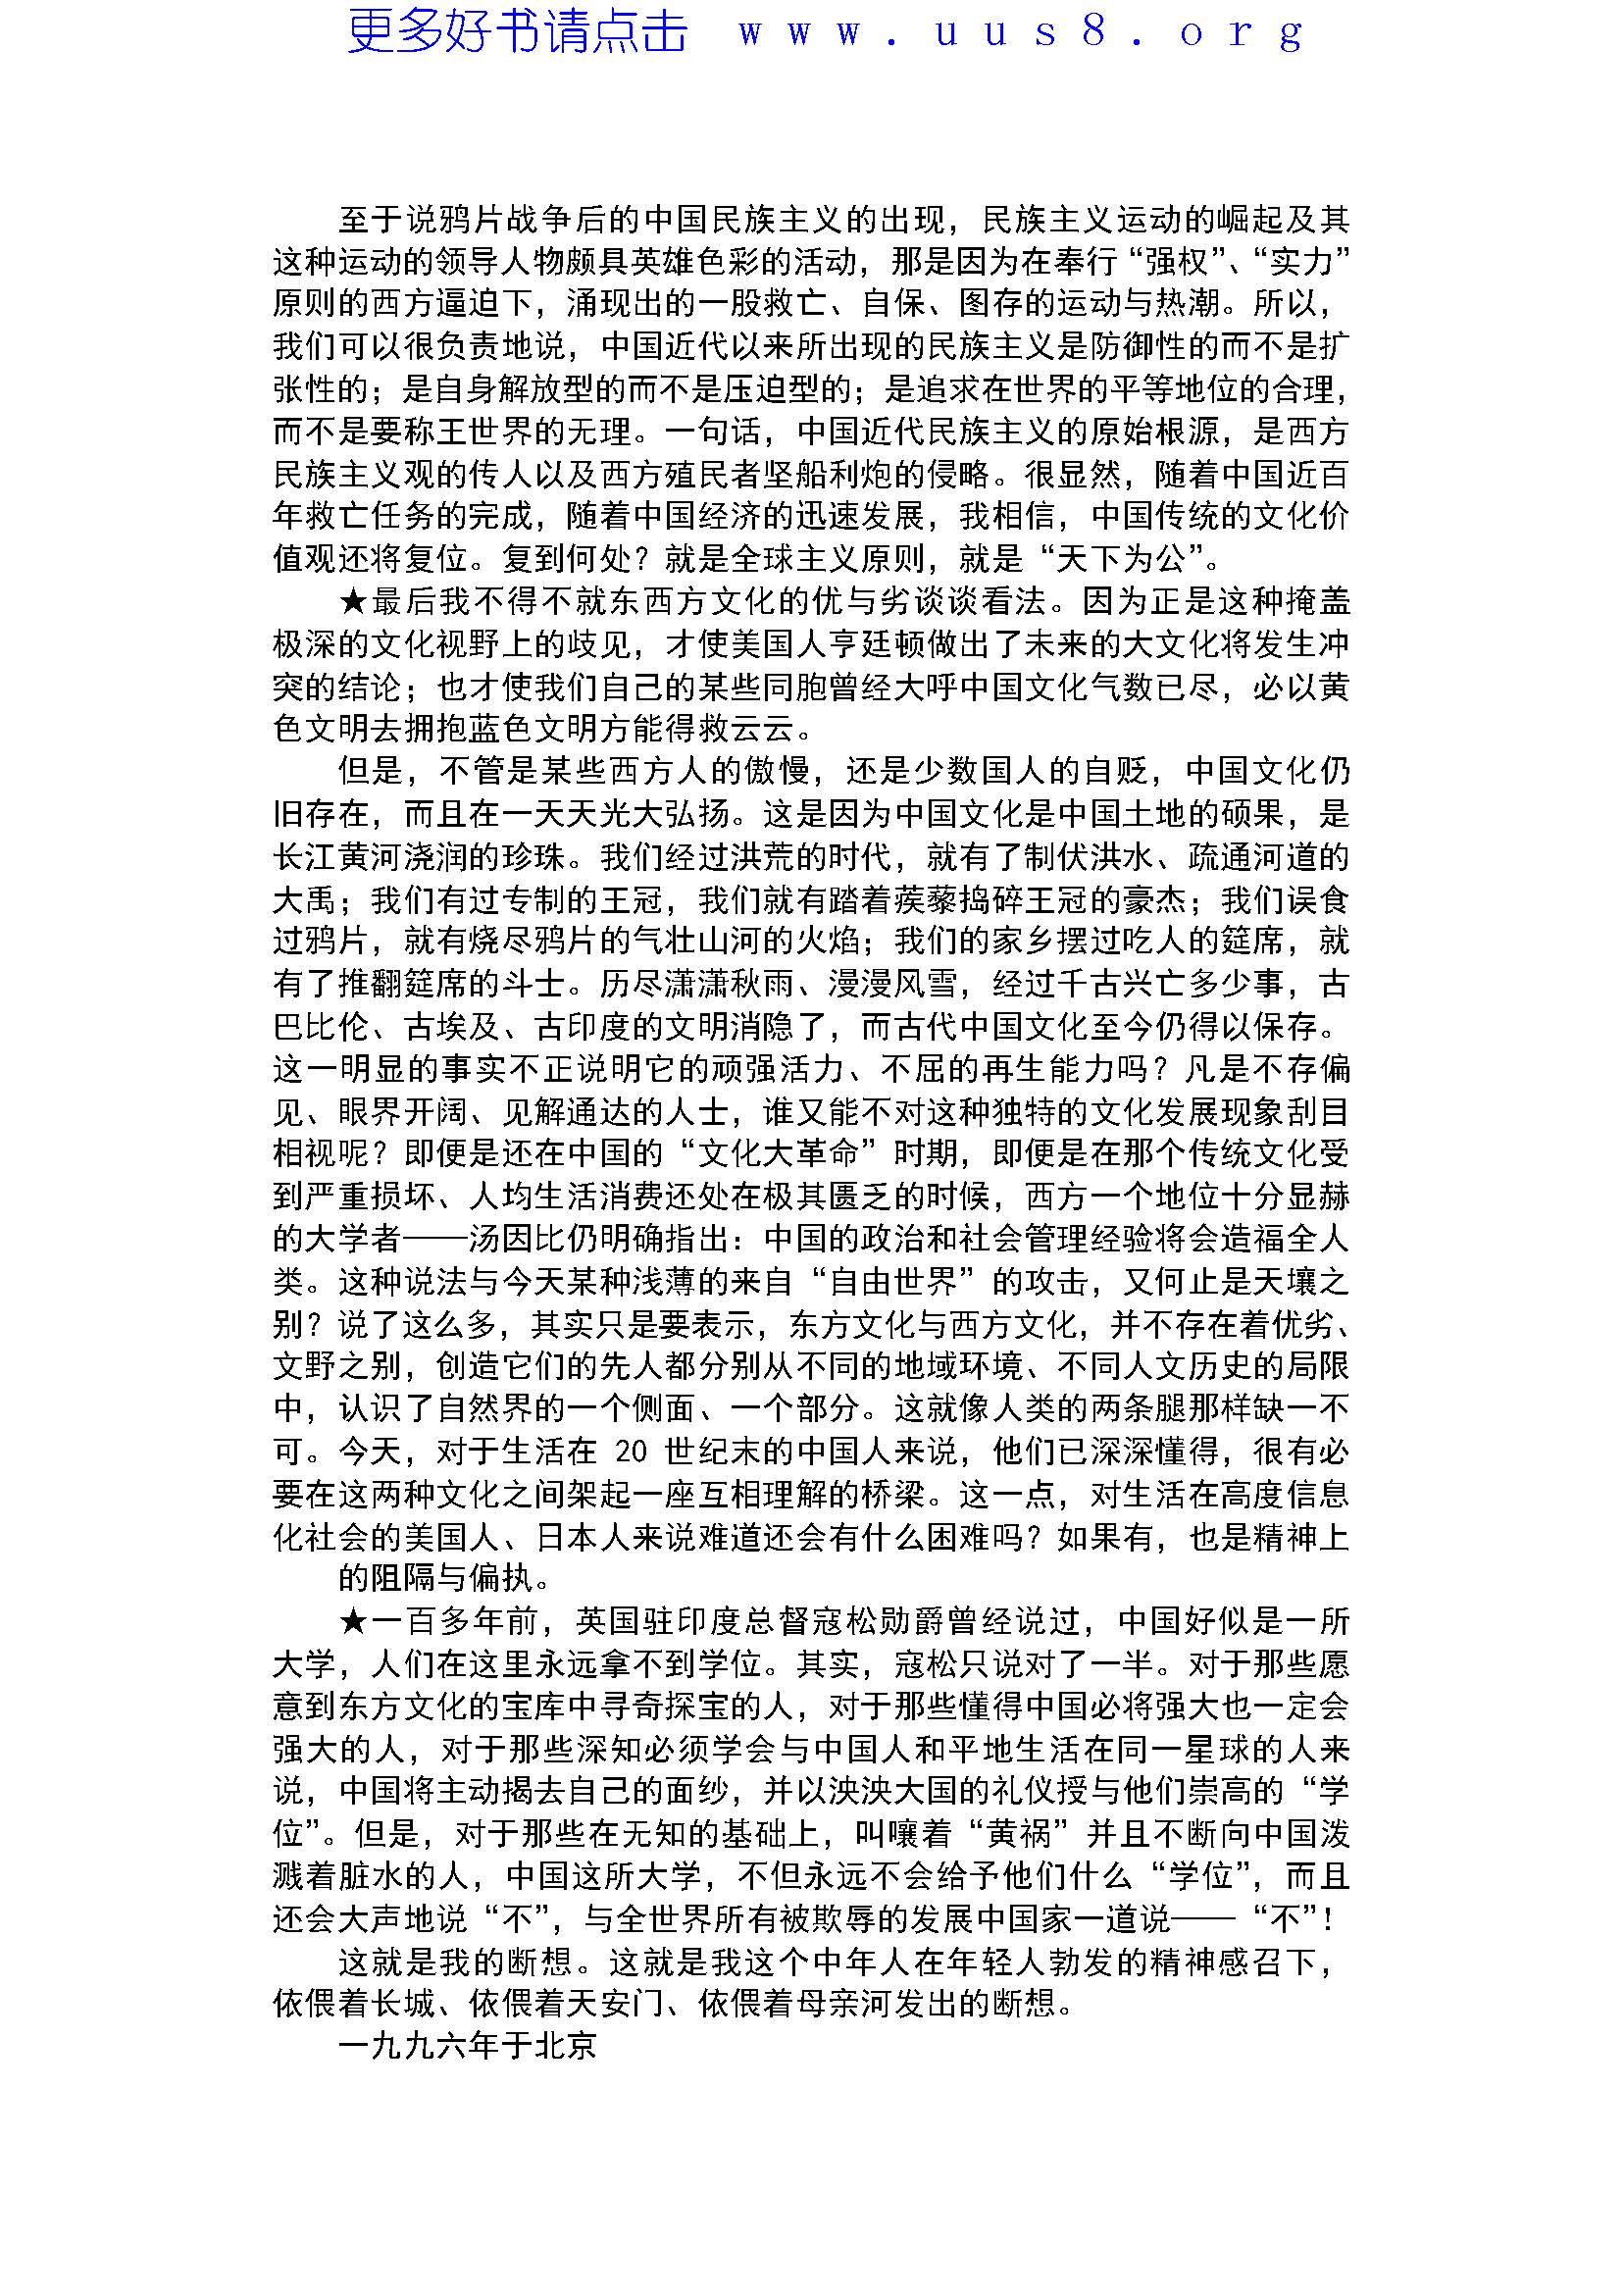 更多好书请点击 www.uus8.org
至于说鸦片战争后的中国民族主义的出现，民族主义运动的崛起及其
这种运动的领导人物颇具英雄色彩的活动，那是因为在奉行“强权”、“实力”
原则的西方逼迫下，涌现出的一股救亡、自保、图存的运动与热潮。所以，
我们可以很负责地说，中国近代以来所出现的民族主义是防御性的而不是扩
张性的；是自身解放型的而不是压迫型的；是追求在世界的平等地位的合理，
而不是要称王世界的无理。一句话，中国近代民族主义的原始根源，是西方
民族主义观的传人以及西方殖民者坚船利炮的侵略。很显然，随着中国近百
年救亡任务的完成，随着中国经济的迅速发展，我相信，中国传统的文化价
值观还将复位。复到何处？就是全球主义原则，就是“天下为公”。
★最后我不得不就东西方文化的优与劣谈谈看法。因为正是这种掩盖
极深的文化视野上的歧见，才使美国人亨廷顿做出了未来的大文化将发生冲
突的结论；也才使我们自己的某些同胞曾经大呼中国文化气数已尽，必以黄
色文明去拥抱蓝色文明方能得救云云。
但是，不管是某些西方人的傲慢，还是少数国人的自贬，中国文化仍
旧存在，而且在一天天光大弘扬。这是因为中国文化是中国土地的硕果，是
长江黄河浇润的珍珠。我们经过洪荒的时代，就有了制伏洪水、疏通河道的
大禹；我们有过专制的王冠，我们就有踏着蒺藜捣碎王冠的豪杰；我们误食
过鸦片，就有烧尽鸦片的气壮山河的火焰；我们的家乡摆过吃人的筵席，就
有了推翻筵席的斗士。历尽潇潇秋雨、漫漫风雪，经过千古兴亡多少事，古
巴比伦、古埃及、古印度的文明消隐了，而古代中国文化至今仍得以保存。
这一明显的事实不正说明它的顽强活力、不屈的再生能力吗？凡是不存偏
见、眼界开阔、见解通达的人士，谁又能不对这种独特的文化发展现象刮目
相视呢？即便是还在中国的“文化大革命”时期，即便是在那个传统文化受
到严重损坏、人均生活消费还处在极其匮乏的时候，西方一个地位十分显赫
的大学者——汤因比仍明确指出：中国的政治和社会管理经验将会造福全人
类。这种说法与今天某种浅薄的来自“自由世界”的攻击，又何止是天壤之
别？说了这么多，其实只是要表示，东方文化与西方文化，并不存在着优劣、
文野之别，创造它们的先人都分别从不同的地域环境、不同人文历史的局限
中，认识了自然界的一个侧面、一个部分。这就像人类的两条腿那样缺一不
可。今天，对于生活在 20 世纪末的中国人来说，他们已深深懂得，很有必
要在这两种文化之间架起一座互相理解的桥梁。这一点，对生活在高度信息
化社会的美国人、日本人来说难道还会有什么困难吗？如果有，也是精神上
的阻隔与偏执。
★一百多年前，英国驻印度总督寇松勋爵曾经说过，中国好似是一所
大学，人们在这里永远拿不到学位。其实，寇松只说对了一半。对于那些愿
意到东方文化的宝库中寻奇探宝的人，对于那些懂得中国必将强大也一定会
强大的人，对于那些深知必须学会与中国人和平地生活在同一星球的人来
说，中国将主动揭去自己的面纱，并以泱泱大国的礼仪授与他们崇高的“学
位”。但是，对于那些在无知的基础上，叫嚷着“黄祸”并且不断向中国泼
溅着脏水的人，中国这所大学，不但永远不会给予他们什么“学位”，而且
还会大声地说“不”，与全世界所有被欺辱的发展中国家一道说——“不”！
这就是我的断想。这就是我这个中年人在年轻人勃发的精神感召下，
依偎着长城、依偎着天安门、依偎着母亲河发出的断想。
一九九六年于北京